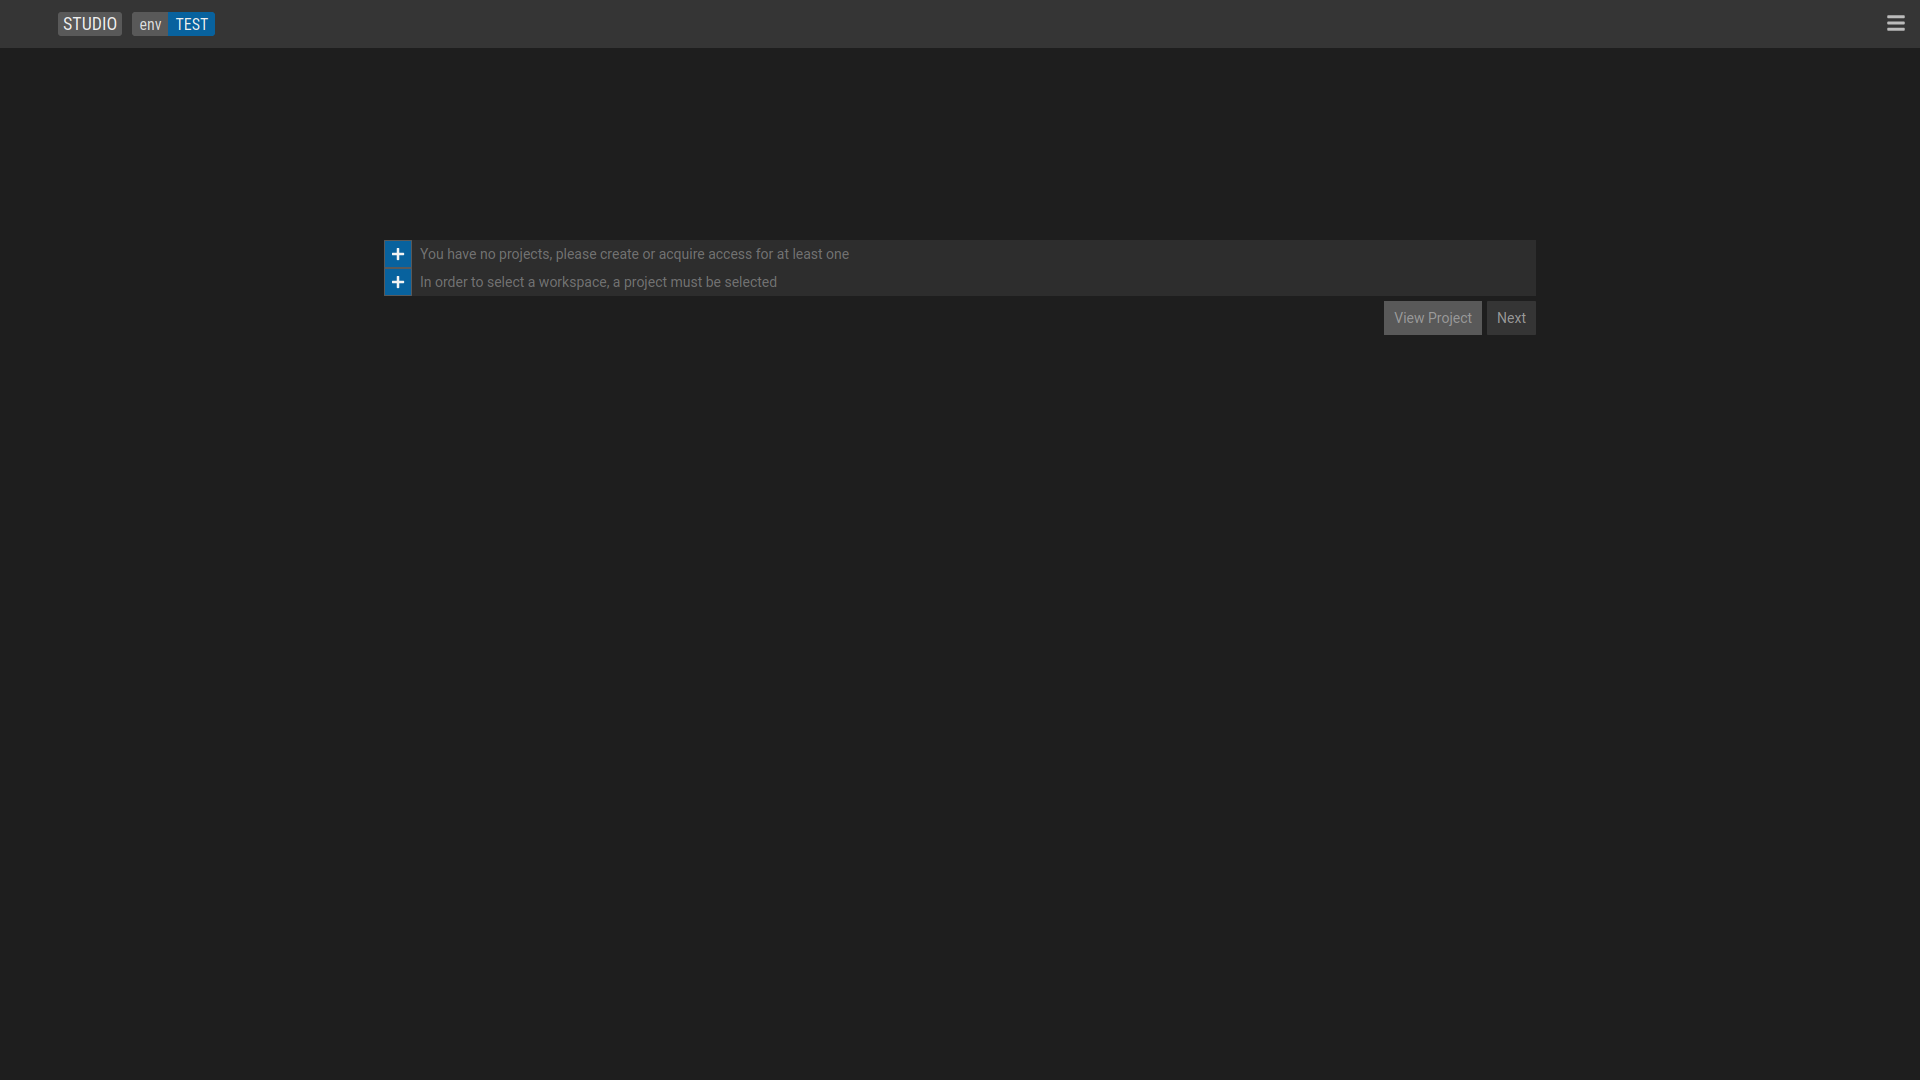 STUDIO env TEST
You have no projects, please create or acquire access for at least one
In order to select a workspace, a project must be selected
View Project Next